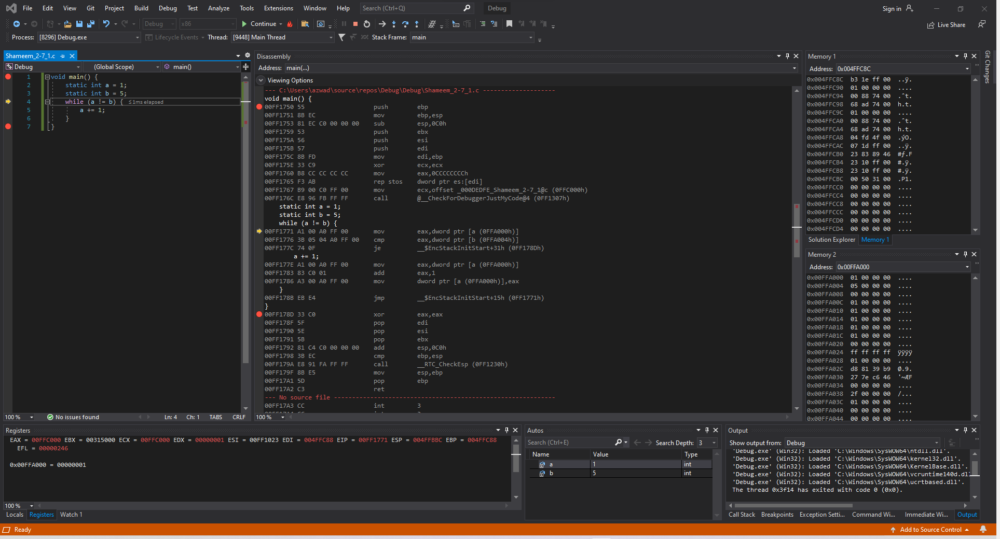 File Edit View Git Project Build Debug Test Analyze Tools Extensions Window Help Search (Ctrl+Q) Debug Sign in
Debug x86 Continue Live Share
Process: [8296] Debug.exe Lifecycle Events Thread: [9448] Main Thread Stack Frame: main
Shameem_2-7_1.c
Debug (Global Scope) main()
1 void main() {
2 static int a = 1;
3 static int b = 5;
4 while (a != b) { ≤1ms elapsed
5 a += 1;
6 }
7 }
100 % No issues found Ln: 4 Ch: 1 TABS CRLF
Disassembly
Address: main(...)
Viewing Options
--- C:\Users\azwad\source\repos\Debug\Debug\Shameem_2-7_1.c --------------------
void main() {
00FF1750 55 push ebp
00FF1751 8B EC mov ebp,esp
00FF1753 81 EC C0 00 00 00 sub esp,0C0h
00FF1759 53 push ebx
00FF175A 56 push esi
00FF175B 57 push edi
00FF175C 8B FD mov edi,ebp
00FF175E 33 C9 xor ecx,ecx
00FF1760 B8 CC CC CC CC mov eax,0CCCCCCCCh
00FF1765 F3 AB rep stos dword ptr es:[edi]
00FF1767 B9 00 C0 FF 00 mov ecx,offset _000DEDFE_Shameem_2-7_1@c (0FFC000h)
00FF176C E8 96 FB FF FF call @__CheckForDebuggerJustMyCode@4 (0FF1307h)
static int a = 1;
static int b = 5;
while (a != b) {
00FF1771 A1 00 A0 FF 00 mov eax,dword ptr [a (0FFA000h)]
00FF1776 3B 05 04 A0 FF 00 cmp eax,dword ptr [b (0FFA004h)]
00FF177C 74 0F je __$EncStackInitStart+31h (0FF178Dh)
a += 1;
00FF177E A1 00 A0 FF 00 mov eax,dword ptr [a (0FFA000h)]
00FF1783 83 C0 01 add eax,1
00FF1786 A3 00 A0 FF 00 mov dword ptr [a (0FFA000h)],eax
}
00FF178B EB E4 jmp __$EncStackInitStart+15h (0FF1771h)
}
00FF178D 33 C0 xor eax,eax
00FF178F 5F pop edi
00FF1790 5E pop esi
00FF1791 5B pop ebx
00FF1792 81 C4 C0 00 00 00 add esp,0C0h
00FF1798 3B EC cmp ebp,esp
00FF179A E8 91 FA FF FF call __RTC_CheckEsp (0FF1230h)
00FF179F 8B E5 mov esp,ebp
00FF17A1 5D pop ebp
00FF17A2 C3 ret
--- No source file -------------------------------------------------------------
00FF17A3 CC int 3
100 %
Memory 1
Address: 0x004FFC8C
0x004FFC8C b3 1e ff 00 ..ÿ.
0x004FFC90 01 00 00 00 ....
0x004FFC94 00 88 74 00 .ˆt.
0x004FFC98 68 ad 74 00 h.t.
0x004FFC9C 01 00 00 00 ....
0x004FFCA0 00 88 74 00 .ˆt.
0x004FFCA4 68 ad 74 00 h.t.
0x004FFCA8 04 fd 4f 00 .ýO.
0x004FFCAC 07 1d ff 00 ..ÿ.
0x004FFCB0 23 83 89 46 #ƒ.F
0x004FFCB4 23 10 ff 00 #.ÿ.
0x004FFCB8 23 10 ff 00 #.ÿ.
0x004FFCBC 00 50 31 00 .P1.
0x004FFCC0 00 00 00 00 ....
0x004FFCC4 00 00 00 00 ....
0x004FFCC8 00 00 00 00 ....
0x004FFCCC 00 00 00 00 ....
0x004FFCD0 00 00 00 00 ....
0x004FFCD4 00 00 00 00 ....
Solution Explorer Memory 1
Memory 2
Address: 0x00FFA000
0x00FFA000 01 00 00 00 ....
0x00FFA004 05 00 00 00 ....
0x00FFA008 00 00 00 00 ....
0x00FFA00C 01 00 00 00 ....
0x00FFA010 01 00 00 00 ....
0x00FFA014 01 00 00 00 ....
0x00FFA018 01 00 00 00 ....
0x00FFA01C 01 00 00 00 ....
0x00FFA020 00 00 00 00 ....
0x00FFA024 ff ff ff ff ÿÿÿÿ
0x00FFA028 01 00 00 00 ....
0x00FFA02C d8 81 39 b9 Ø.9.
0x00FFA030 27 7e c6 46 '~ÆF
0x00FFA034 00 00 00 00 ....
0x00FFA038 2f 00 00 00 /...
0x00FFA03C 01 00 00 00 ....
0x00FFA040 00 00 00 00 ....
0x00FFA044 00 00 00 00 ....
Git Changes
Registers
EAX = 00FFC000 EBX = 00315000 ECX = 00FFC000 EDX = 00000001 ESI = 00FF1023 EDI = 004FFC88 EIP = 00FF1771 ESP = 004FFBBC EBP = 004FFC88
EFL = 00000246
0x00FFA000 = 00000001
100 %
Locals Registers Watch 1
Autos
Search (Ctrl+E) Search Depth: 3
Name Value Type
a 1 int
b 5 int
Output
Show output from: Debug
'Debug.exe' (Win32): Loaded 'C:\Windows\SysWOW64\ntdll.dll'.
'Debug.exe' (Win32): Loaded 'C:\Windows\SysWOW64\kernel32.dll'.
'Debug.exe' (Win32): Loaded 'C:\Windows\SysWOW64\KernelBase.dll'.
'Debug.exe' (Win32): Loaded 'C:\Windows\SysWOW64\vcruntime140d.dll
'Debug.exe' (Win32): Loaded 'C:\Windows\SysWOW64\ucrtbased.dll'.
The thread 0x3f14 has exited with code 0 (0x0).
Call Stack Breakpoints Exception Setti... Command Wi... Immediate Wi... Output
Ready Add to Source Control